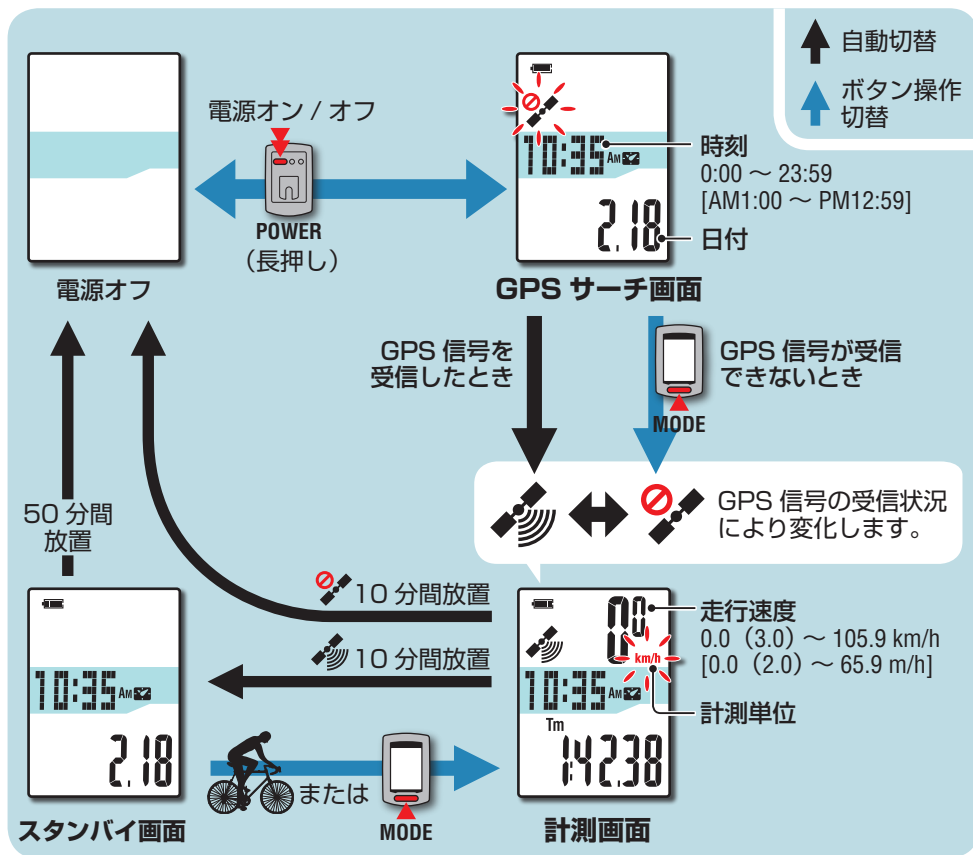 自動切替
ボタン操作
切替
電源オン / オフ
POWER
(長押し)
電源オフ
10:35 AM
2.18
時刻
0:00 ～ 23:59
[AM1:00 ～ PM12:59]
日付
GPS サーチ画面
GPS 信号を
受信したとき
GPS 信号が受信
できないとき
MODE
GPS 信号の受信状況
により変化します。
50 分間
放置
10 分間放置
10 分間放置
10:35 AM
2.18
スタンバイ画面
または
MODE
0.0
km/h
10:35 AM
Tm
1:42.38
走行速度
0.0（3.0）～ 105.9 km/h
[0.0（2.0）～ 65.9 m/h]
計測単位
計測画面